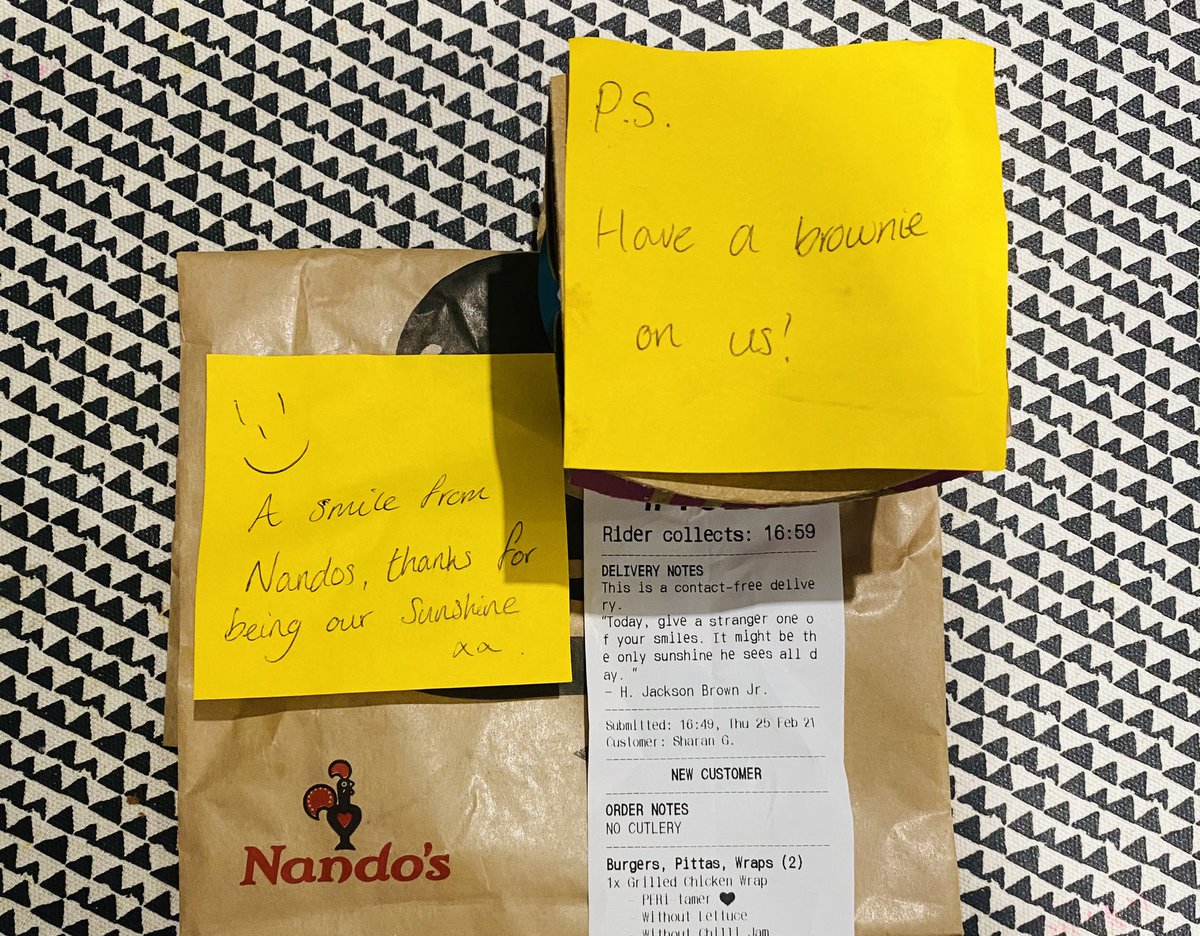 P.S.
Have a brownie
on us!
A smile from
Nandos, thanks for
being our Sunshine
xx.
Nando's
Rider collects: 16:59
DELIVERY NOTES
This is a contact-free delive
ry.
"Today, give a stranger one o
f your smiles. It might be th
e only sunshine he sees all d
ay. "
- H. Jackson Brown Jr.
Submitted: 16:49, Thu 25 Feb 21
Customer: Sharan G.
NEW CUSTOMER
ORDER NOTES
NO CUTLERY
Burgers, Pittas, Wraps (2)
1x Grilled Chicken Wrap
- PERi tamer ♥
- Without Lettuce
- Without Chilli Jam